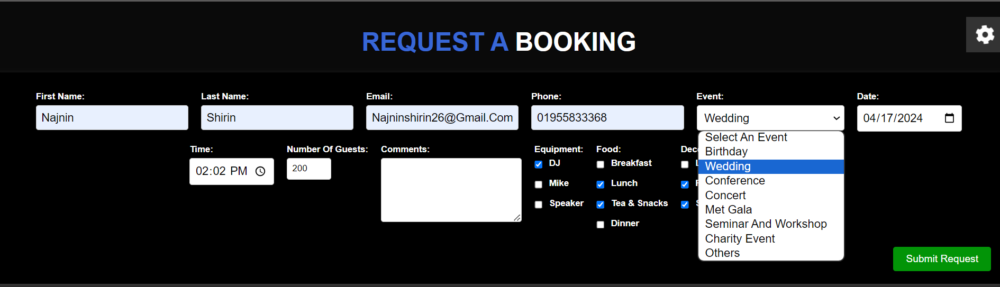 REQUEST A BOOKING
First Name: Last Name: Email: Phone: Event: Date:
Najnin Shirin Najninshirin26@Gmail.Com 01955833368 Wedding 04/17/2024
Select An Event
Birthday
Wedding
Conference
Concert
Met Gala
Seminar And Workshop
Charity Event
Others
Time: Number Of Guests: Comments: Equipment: Food:
02:02 PM 200
DJ Breakfast
Mike Lunch
Speaker Tea & Snacks
Dinner
Submit Request